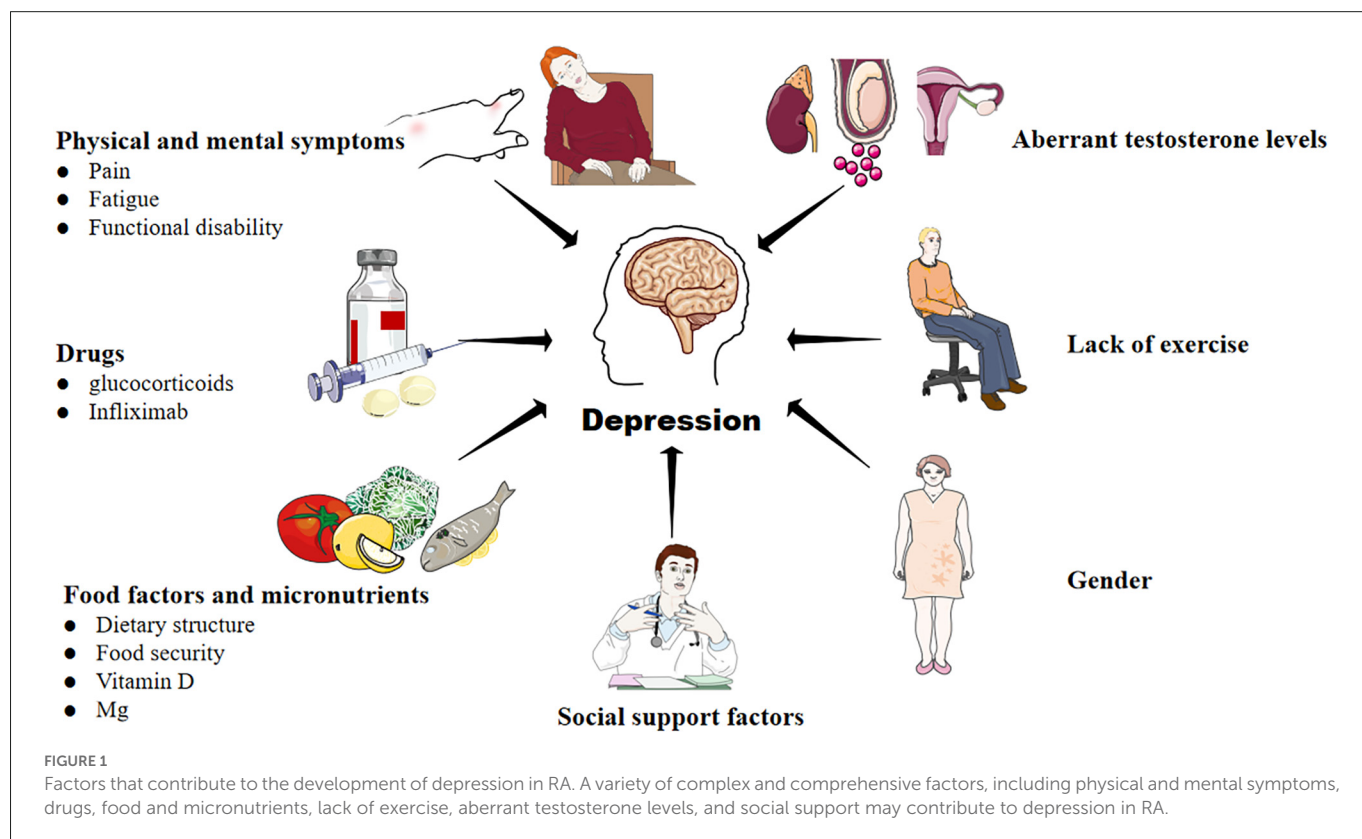 Physical and mental symptoms
● Pain
● Fatigue
● Functional disability
Aberrant testosterone levels
Drugs
● glucocorticoids
● Infliximab
Lack of exercise
Depression
Food factors and micronutrients
● Dietary structure
● Food security
● Vitamin D
● Mg
Gender
Social support factors
FIGURE 1
Factors that contribute to the development of depression in RA. A variety of complex and comprehensive factors, including physical and mental symptoms,
drugs, food and micronutrients, lack of exercise, aberrant testosterone levels, and social support may contribute to depression in RA.